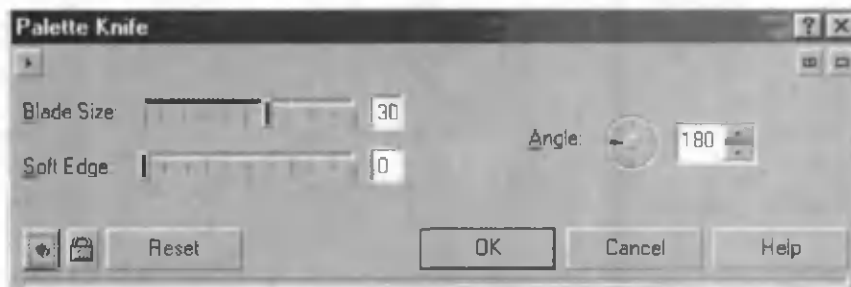 Palette Knife
Blade Size: 30
Angle: 180
Soft Edge: 0
Reset OK Cancel Help